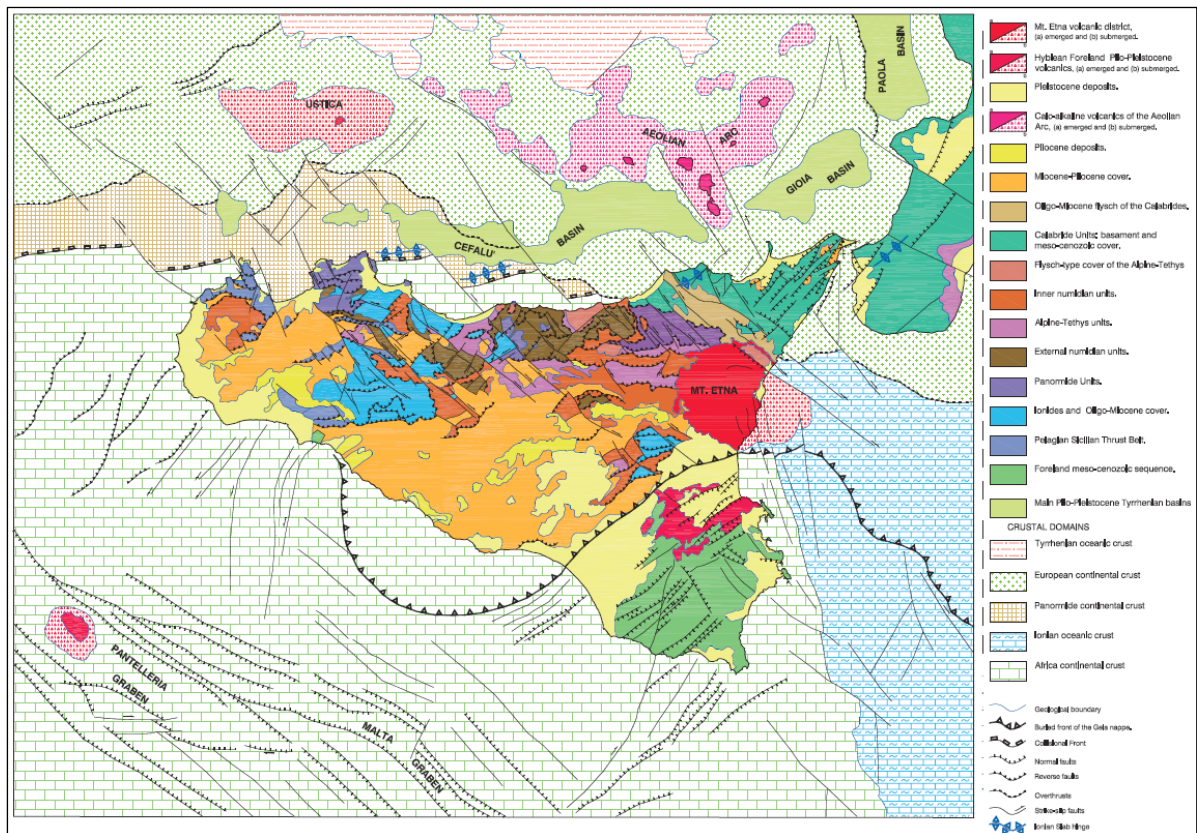 PAOLA
BASIN
USTICA
AEOLIAN
ARC
GIOIA
BASIN
CEFALU'
BASIN
MT. ETNA
PANTELLERIA
GRABEN
MALTA
GRABEN
Mt. Etna volcanic district,
(a) emerged and (b) submerged.
Hyblean Foreland Plio-Pleistocene
volcanics, (a) emerged and (b) submerged.
Pleistocene deposits.
Calc-alkaline volcanics of the Aeolian
Arc, (a) emerged and (b) submerged.
Pliocene deposits.
Miocene-Pliocene cover.
Oligo-Miocene flysch of the Calabrides.
Calabride Units: basament and
meso-cenozoic cover.
Flysch-type cover of the Alpine-Tethys
Inner numidian units.
Alpine-Tethys units.
External numidian units.
Panormide Units.
Ionides and Oligo-Miocene cover.
Pelagian Sicilian Thrust Belt.
Foreland meso-cenozoic sequence.
Main Plio-Pleistocene Tyrrhenian basins
CRUSTAL DOMAINS
Tyrrhenian oceanic crust
European continental crust
Panormide continental crust
Ionian oceanic crust
Africa continental crust
Geological boundary
Buried front of the Gela nappe.
Collisional Front
Normal faults
Reverse faults
Overthrusts
Strike-slip faults
Ionian Slab hinge